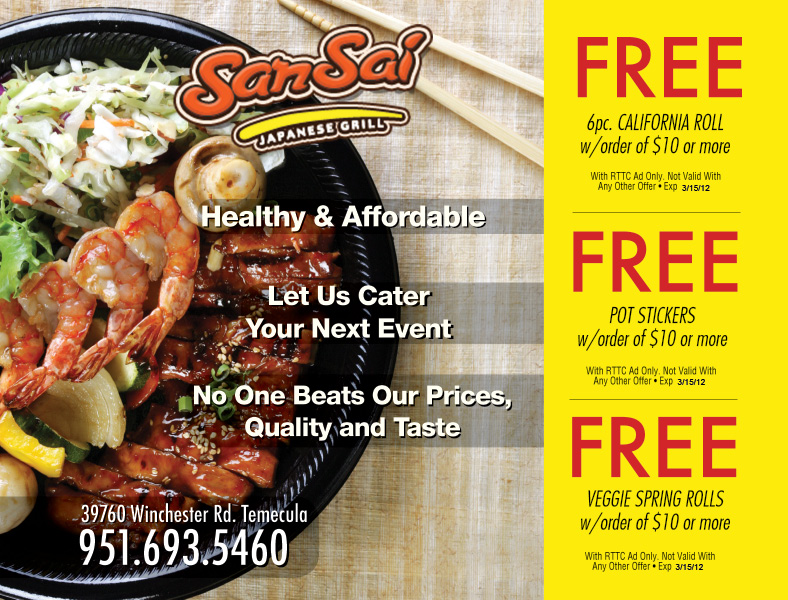 SanSai
JAPANESE GRILL
Healthy & Affordable
Let Us Cater
Your Next Event
No One Beats Our Prices,
Quality and Taste
39760 Winchester Rd. Temecula
951.693.5460
FREE
6pc. CALIFORNIA ROLL
w/order of $10 or more
With RTTC Ad Only. Not Valid With
Any Other Offer • Exp 3/15/12
FREE
POT STICKERS
w/order of $10 or more
With RTTC Ad Only. Not Valid With
Any Other Offer • Exp 3/15/12
FREE
VEGGIE SPRING ROLLS
w/order of $10 or more
With RTTC Ad Only. Not Valid With
Any Other Offer • Exp 3/15/12